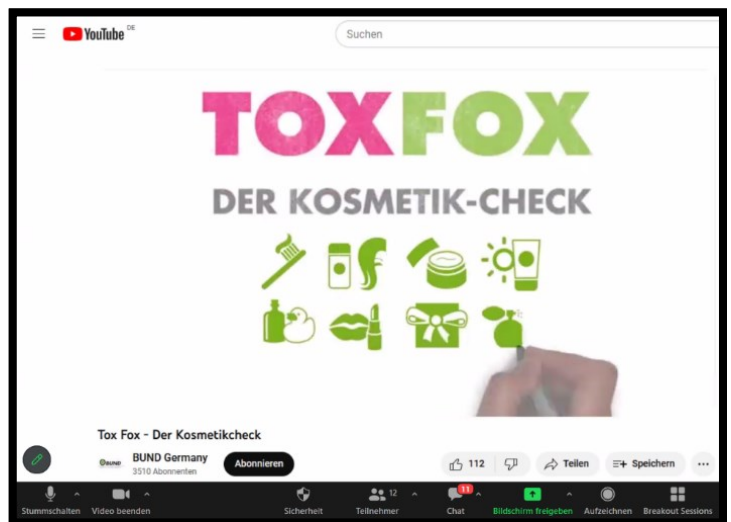 YouTube DE
Suchen
TOXFOX
DER KOSMETIK-CHECK
Tox Fox - Der Kosmetikcheck
BUND
BUND Germany
3510 Abonnenten
Abonnieren
112
Teilen
Speichern
12
11
Stummschalten
Video beenden
Sicherheit
Teilnehmer
Chat
Bildschirm freigeben
Aufzeichnen
Breakout Sessions